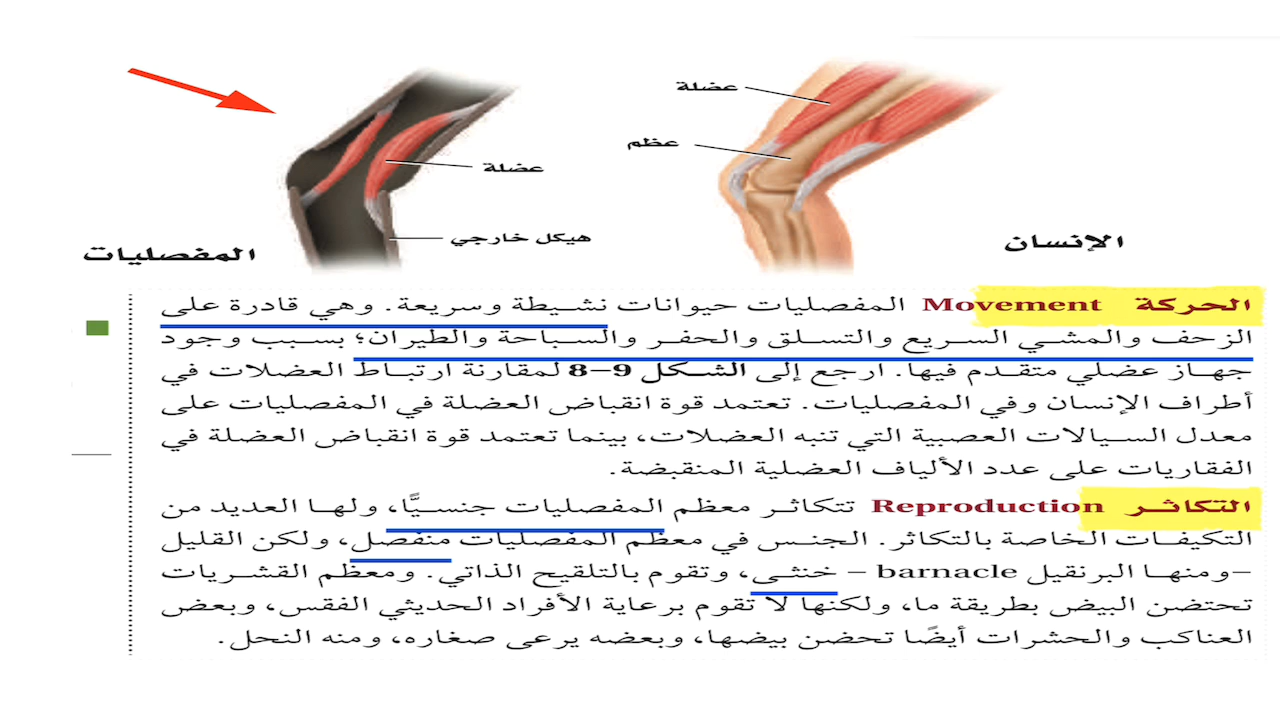 عضلة
عظم
الإنسان
عضلة
هيكل خارجي
المفصليات
الحركة Movement المفصليات حيوانات نشيطة وسريعة. وهي قادرة على
الزحف والمشي السريع والتسلق والحفر والسباحة والطيران؛ بسبب وجود
جهاز عضلي متقدم فيها. ارجع إلى الشكل 9-8 لمقارنة ارتباط العضلات في
أطراف الإنسان وفي المفصليات. تعتمد قوة انقباض العضلة في المفصليات على
معدل السيالات العصبية التي تنبه العضلات، بينما تعتمد قوة انقباض العضلة في
الفقاريات على عدد الألياف العضلية المنقبضة.
التكاثر Reproduction تتكاثر معظم المفصليات جنسيًّا، ولها العديد من
التكيفات الخاصة بالتكاثر. الجنس في معظم المفصليات منفصل، ولكن القليل
-ومنها البرنقيل barnacle - خنثى، وتقوم بالتلقيح الذاتي. ومعظم القشريات
تحتضن البيض بطريقة ما، ولكنها لا تقوم برعاية الأفراد الحديثي الفقس، وبعض
العناكب والحشرات أيضًا تحضن بيضها، وبعضه يرعى صغاره، ومنه النحل.